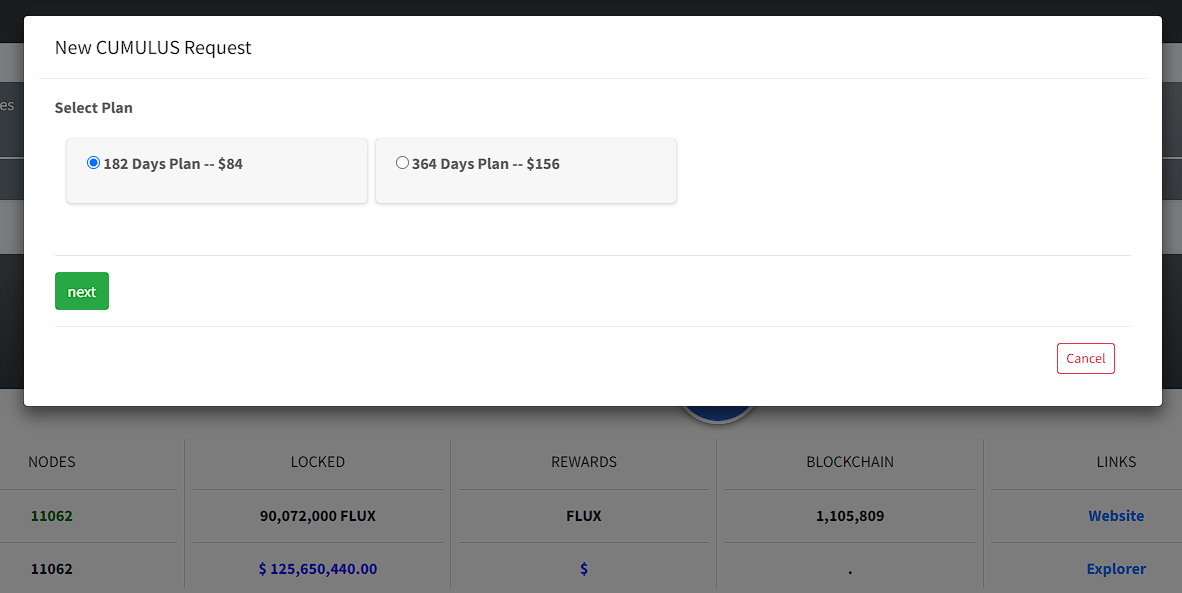 New CUMULUS Request
es
Select Plan
182 Days Plan -- $84 364 Days Plan -- $156
next
Cancel
NODES LOCKED REWARDS BLOCKCHAIN LINKS
11062 90,072,000 FLUX FLUX 1,105,809 Website
11062 $ 125,650,440.00 $ . Explorer